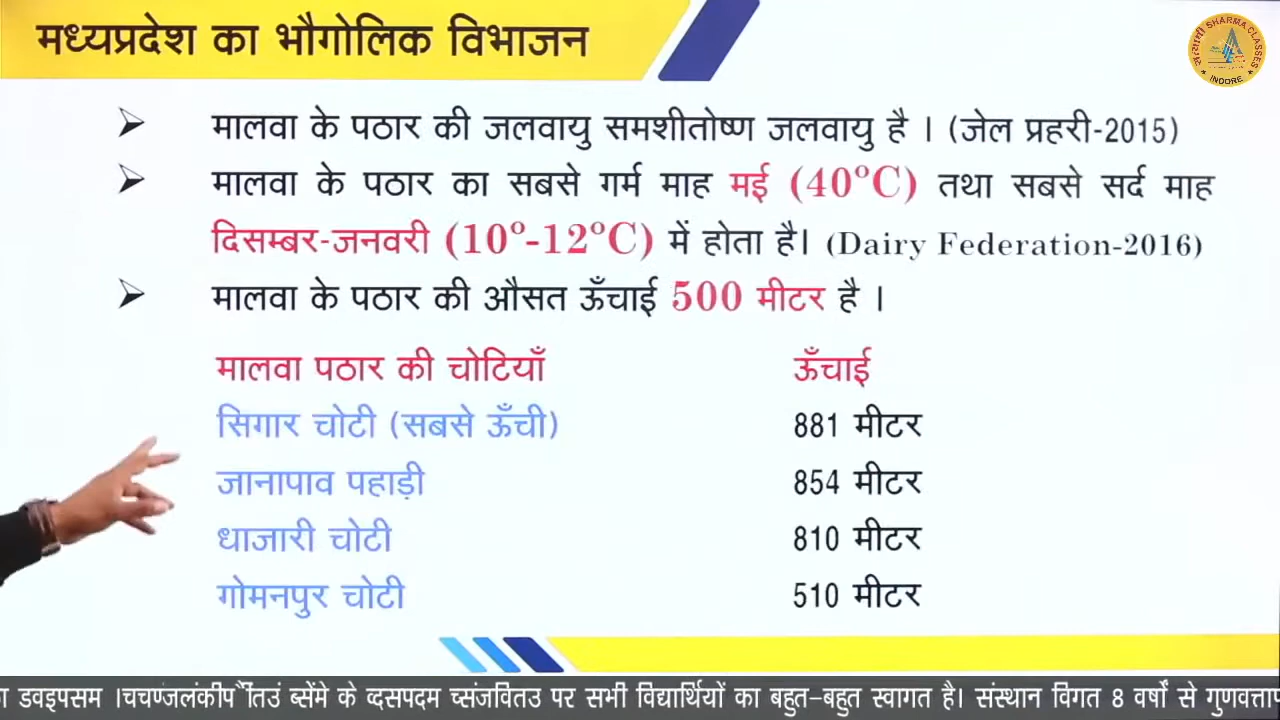 मध्यप्रदेश का भौगोलिक विभाजन
सत्यार्थी SHARMA CLASSES
INDORE
➢ मालवा के पठार की जलवायु समशीतोष्ण जलवायु है । (जेल प्रहरी-2015)
➢ मालवा के पठार का सबसे गर्म माह मई (40°C) तथा सबसे सर्द माह
दिसम्बर-जनवरी (10°-12°C) में होता है। (Dairy Federation-2016)
➢ मालवा के पठार की औसत ऊँचाई 500 मीटर है ।
मालवा पठार की चोटियाँ ऊँचाई
सिगार चोटी (सबसे ऊँची) 881 मीटर
जानापाव पहाड़ी 854 मीटर
धाजारी चोटी 810 मीटर
गोमनपुर चोटी 510 मीटर
के पर सभी विद्यार्थियों का बहुत–बहुत स्वागत है। संस्थान विगत 8 वर्षों से